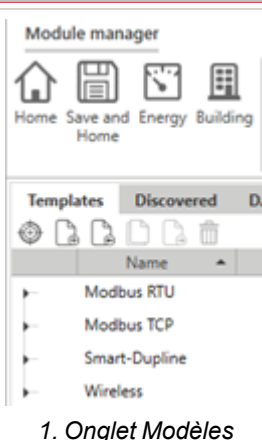 Module manager
Home Save and Home Energy Building
Templates Discovered
Name
Modbus RTU
Modbus TCP
Smart-Dupline
Wireless
1. Onglet Modèles